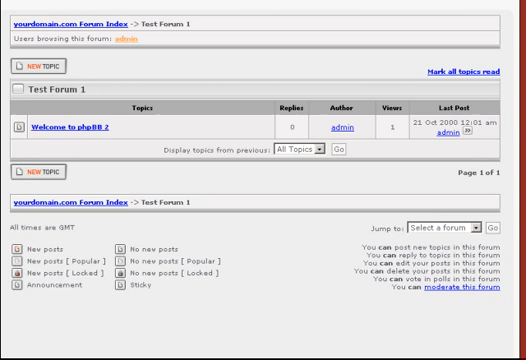 yourdomain.com Forum Index -> Test Forum 1
Users browsing this forum: admin
NEW TOPIC
Mark all topics read
Test Forum 1
Topics Replies Author Views Last Post
Welcome to phpBB 2 0 admin 1 21 Oct 2000 12:01 am
admin
Display topics from previous: All Topics Go
NEW TOPIC
Page 1 of 1
yourdomain.com Forum Index -> Test Forum 1
All times are GMT
Jump to: Select a forum Go
New posts No new posts
New posts [ Popular ] No new posts [ Popular ]
New posts [ Locked ] No new posts [ Locked ]
Announcement Sticky
You can post new topics in this forum
You can reply to topics in this forum
You can edit your posts in this forum
You can delete your posts in this forum
You can vote in polls in this forum
You can moderate this forum